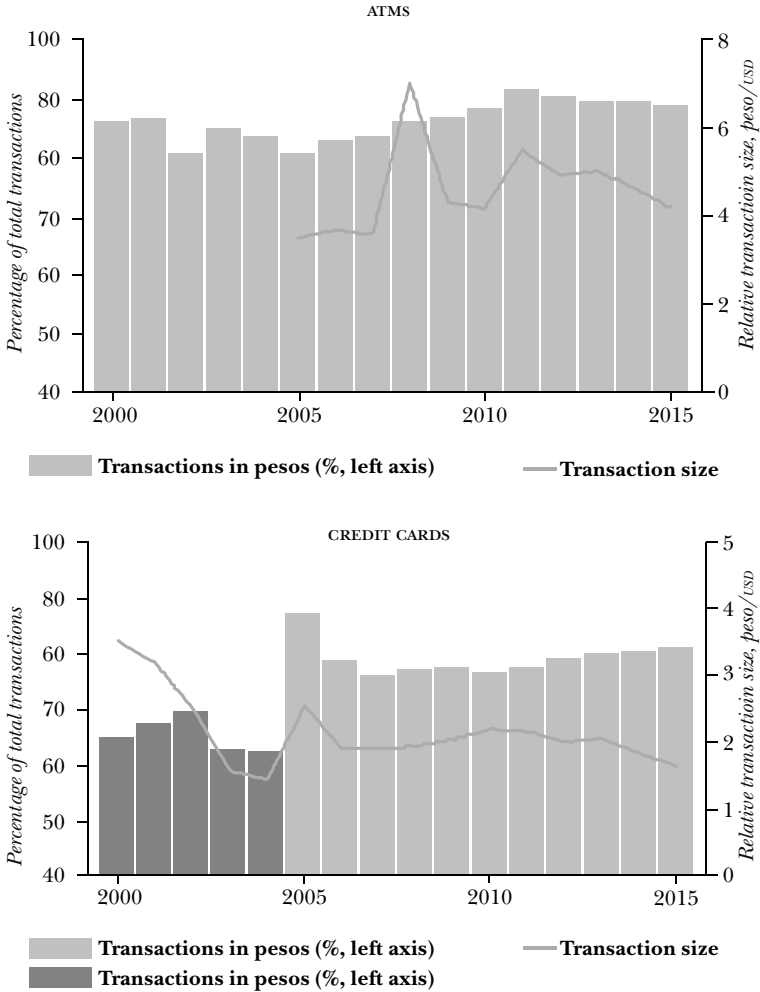 ATMS
Percentage of total transactions
100
80
60
70
60
50
40
8
6
4
2
0
Relative transactioin size, peso/USD
2000 2005 2010 2015
Transactions in pesos (%, left axis) Transaction size
CREDIT CARDS
Percentage of total transactions
100
80
60
70
60
50
40
5
4
3
2
1
0
Relative transactioin size, peso/USD
2000 2005 2010 2015
Transactions in pesos (%, left axis) Transaction size
Transactions in pesos (%, left axis)